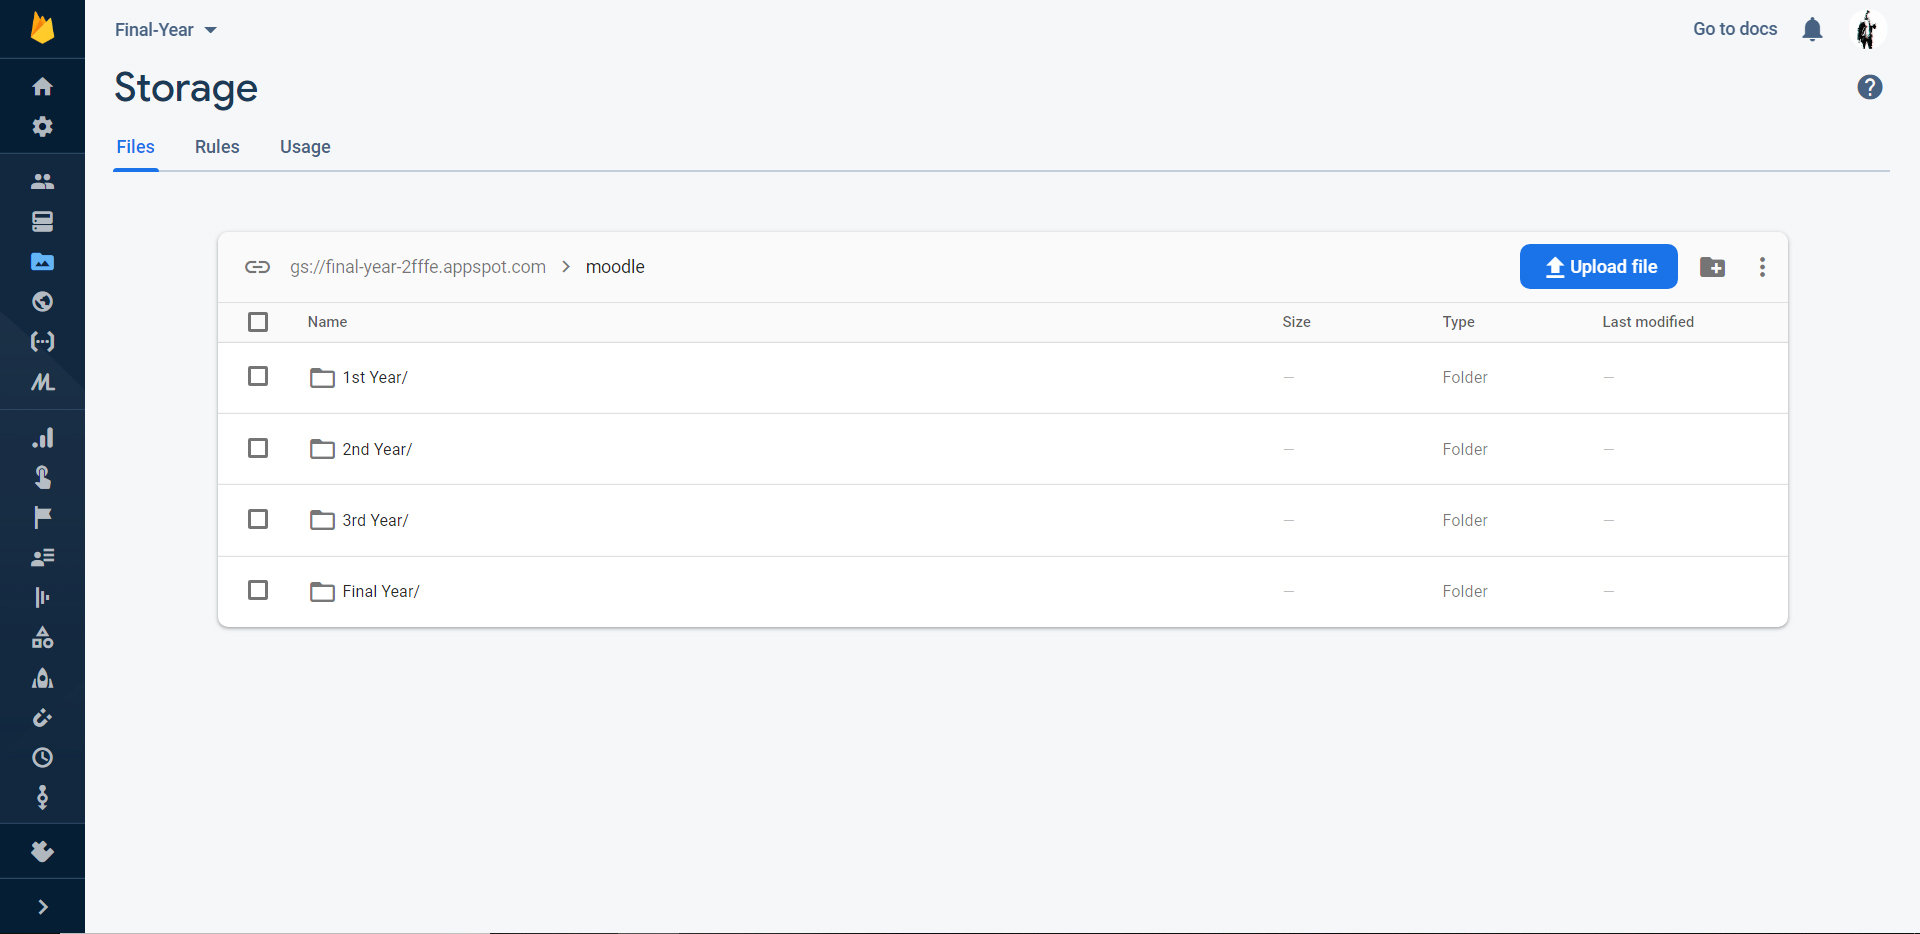 Final-Year
Go to docs
Storage
Files Rules Usage
gs://final-year-2fffe.appspot.com > moodle
Upload file
Name Size Type Last modified
1st Year/ — Folder —
2nd Year/ — Folder —
3rd Year/ — Folder —
Final Year/ — Folder —